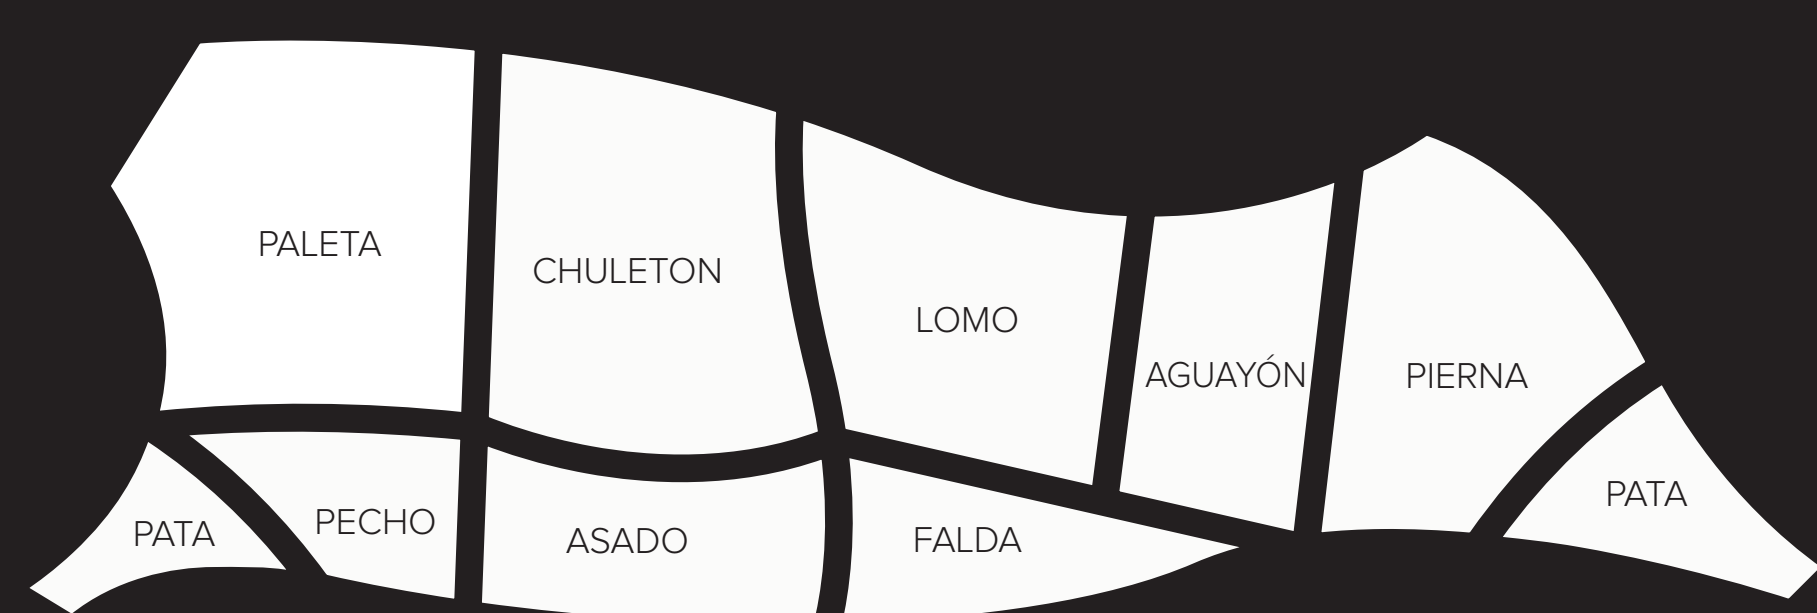 PALETA
CHULETON
LOMO
AGUAYÓN
PIERNA
PATA
PECHO
ASADO
FALDA
PATA